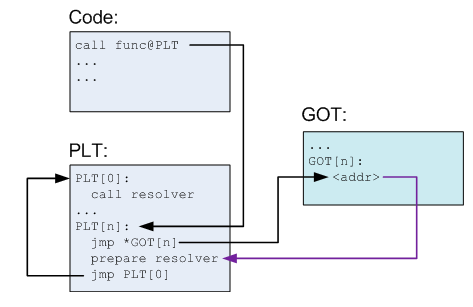 Code:
call func@PLT
...
...
PLT:
PLT[0]:
call resolver
...
PLT[n]:
jmp *GOT[n]
prepare resolver
jmp PLT[0]
GOT:
...
GOT[n]:
<addr>